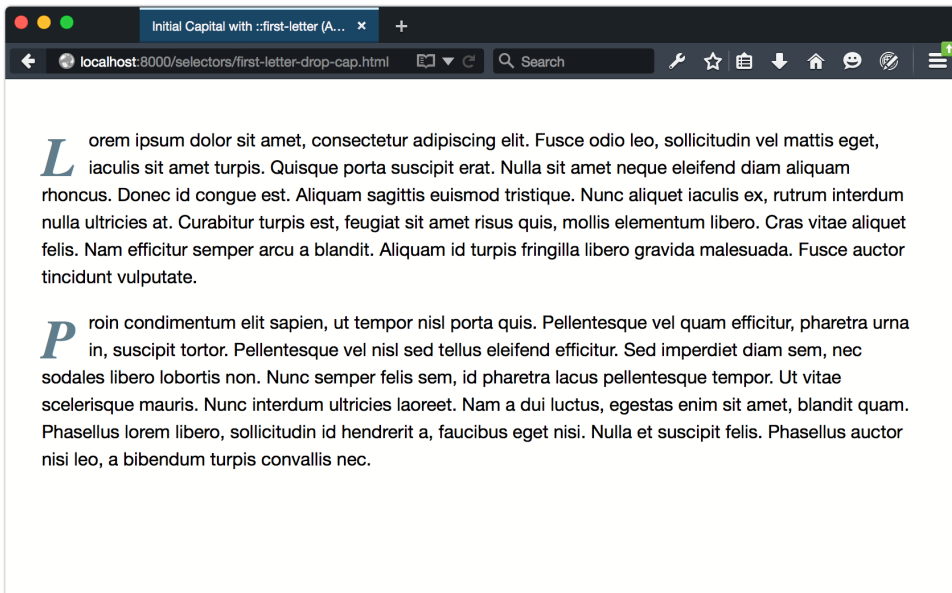 Initial Capital with ::first-letter (A...
localhost:8000/selectors/first-letter-drop-cap.html
Search
Lorem ipsum dolor sit amet, consectetur adipiscing elit. Fusce odio leo, sollicitudin vel mattis eget,
iaculis sit amet turpis. Quisque porta suscipit erat. Nulla sit amet neque eleifend diam aliquam
rhoncus. Donec id congue est. Aliquam sagittis euismod tristique. Nunc aliquet iaculis ex, rutrum interdum
nulla ultricies at. Curabitur turpis est, feugiat sit amet risus quis, mollis elementum libero. Cras vitae aliquet
felis. Nam efficitur semper arcu a blandit. Aliquam id turpis fringilla libero gravida malesuada. Fusce auctor
tincidunt vulputate.
Proin condimentum elit sapien, ut tempor nisl porta quis. Pellentesque vel quam efficitur, pharetra urna
in, suscipit tortor. Pellentesque vel nisl sed tellus eleifend efficitur. Sed imperdiet diam sem, nec
sodales libero lobortis non. Nunc semper felis sem, id pharetra lacus pellentesque tempor. Ut vitae
scelerisque mauris. Nunc interdum ultricies laoreet. Nam a dui luctus, egestas enim sit amet, blandit quam.
Phasellus lorem libero, sollicitudin id hendrerit a, faucibus eget nisi. Nulla et suscipit felis. Phasellus auctor
nisi leo, a bibendum turpis convallis nec.